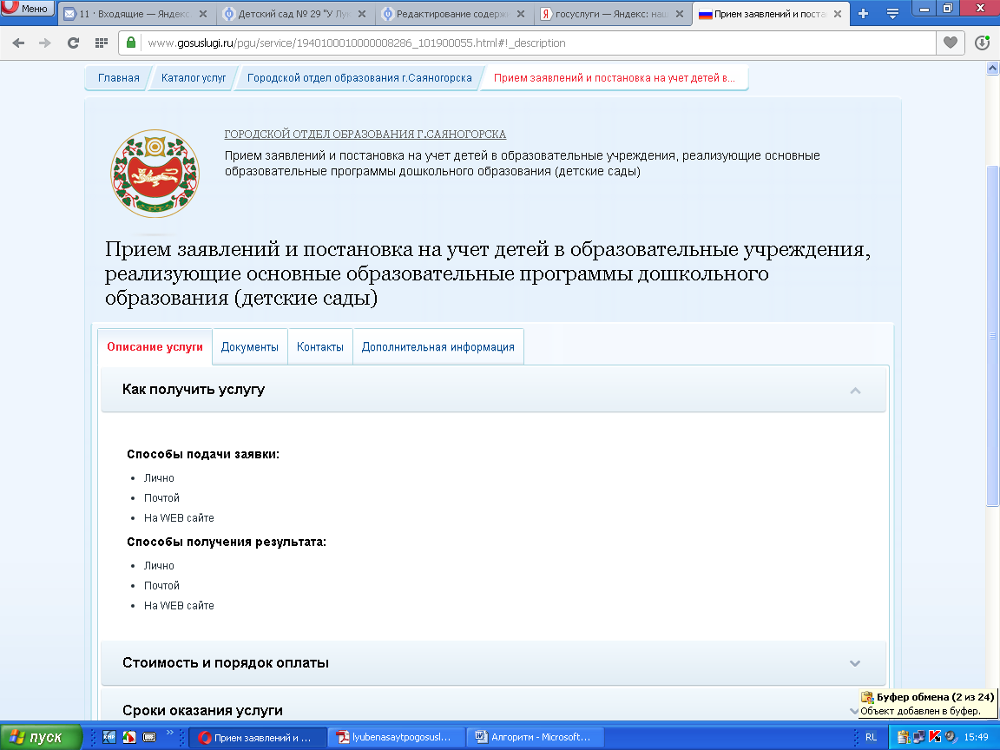 Меню
11 · Входящие — Яндекс.
Детский сад № 29 "У Лу
Редактирование содерж
госуслуги — Яндекс: на
Прием заявлений и поста
www.gosuslugi.ru/pgu/service/1940100010000008286_101900055.html#!_description
Главная
Каталог услуг
Городской отдел образования г.Саяногорска
Прием заявлений и постановка на учет детей в...
ГОРОДСКОЙ ОТДЕЛ ОБРАЗОВАНИЯ Г.САЯНОГОРСКА
Прием заявлений и постановка на учет детей в образовательные учреждения, реализующие основные
образовательные программы дошкольного образования (детские сады)
Прием заявлений и постановка на учет детей в образовательные учреждения,
реализующие основные образовательные программы дошкольного
образования (детские сады)
Описание услуги
Документы
Контакты
Дополнительная информация
Как получить услугу
Способы подачи заявки:
• Лично
• Почтой
• На WEB сайте
Способы получения результата:
• Лично
• Почтой
• На WEB сайте
Стоимость и порядок оплаты
Сроки оказания услуги
Буфер обмена (2 из 24)
Объект добавлен в буфер.
пуск
KMP
Прием заявлений и ...
lyubenasaytpogosusl...
Алгоритм - Microsoft...
RL
15:49